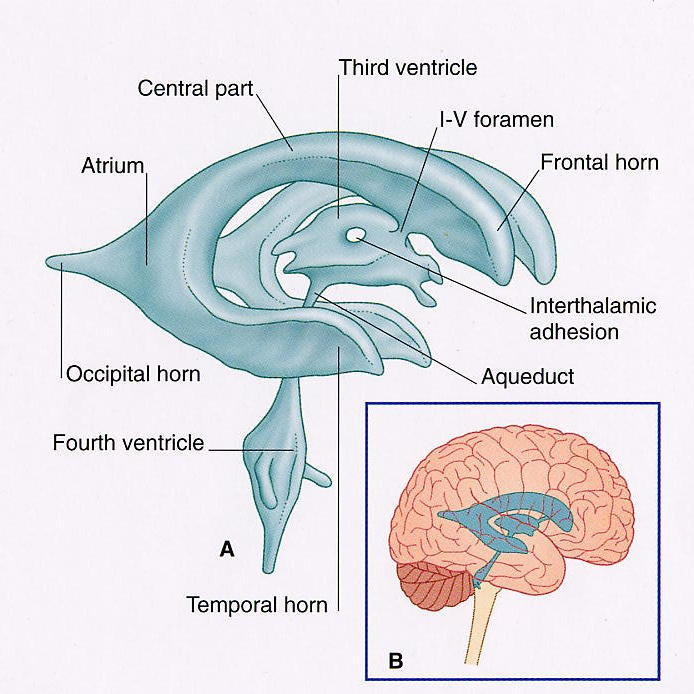 Third ventricle
Central part
I-V foramen
Atrium
Frontal horn
Interthalamic
adhesion
Occipital horn
Aqueduct
Fourth ventricle
A
Temporal horn
B